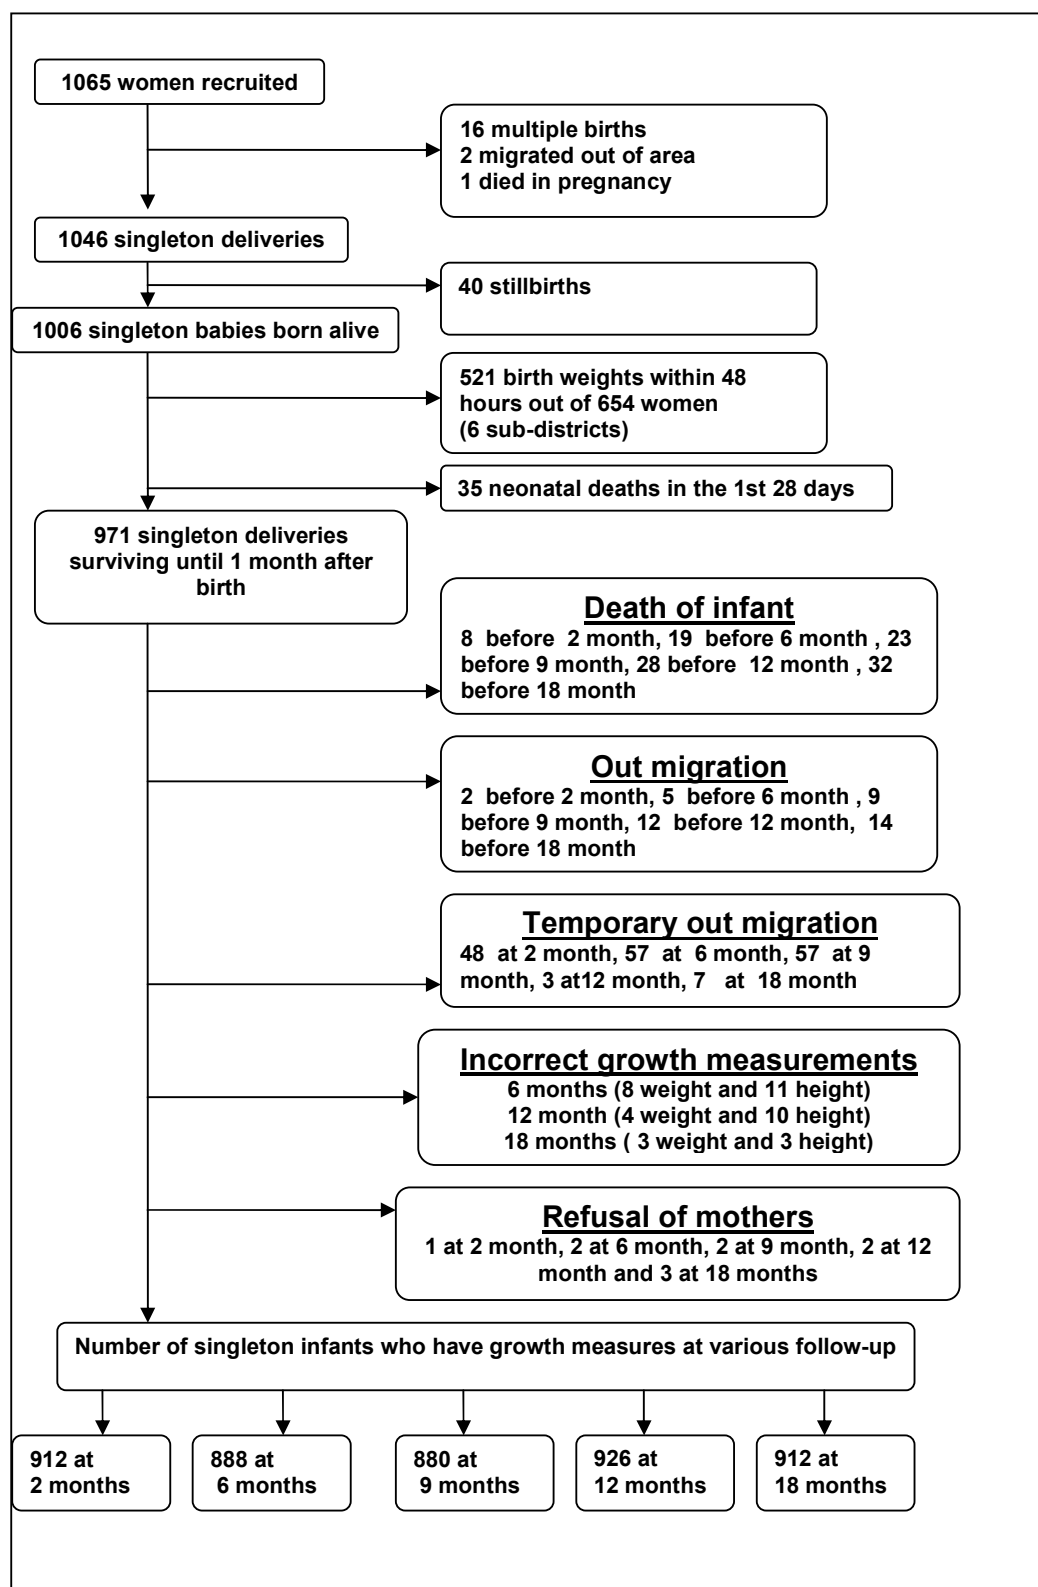 1065 women recruited
16 multiple births
2 migrated out of area
1 died in pregnancy
1046 singleton deliveries
40 stillbirths
1006 singleton babies born alive
521 birth weights within 48
hours out of 654 women
(6 sub-districts)
35 neonatal deaths in the 1st 28 days
971 singleton deliveries
surviving until 1 month after
birth
Death of infant
8 before 2 month, 19 before 6 month , 23
before 9 month, 28 before 12 month , 32
before 18 month
Out migration
2 before 2 month, 5 before 6 month , 9
before 9 month, 12 before 12 month, 14
before 18 month
Temporary out migration
48 at 2 month, 57 at 6 month, 57 at 9
month, 3 at12 month, 7 at 18 month
Incorrect growth measurements
6 months (8 weight and 11 height)
12 month (4 weight and 10 height)
18 months ( 3 weight and 3 height)
Refusal of mothers
1 at 2 month, 2 at 6 month, 2 at 9 month, 2 at 12
month and 3 at 18 months
Number of singleton infants who have growth measures at various follow-up
912 at
2 months
888 at
6 months
880 at
9 months
926 at
12 months
912 at
18 months